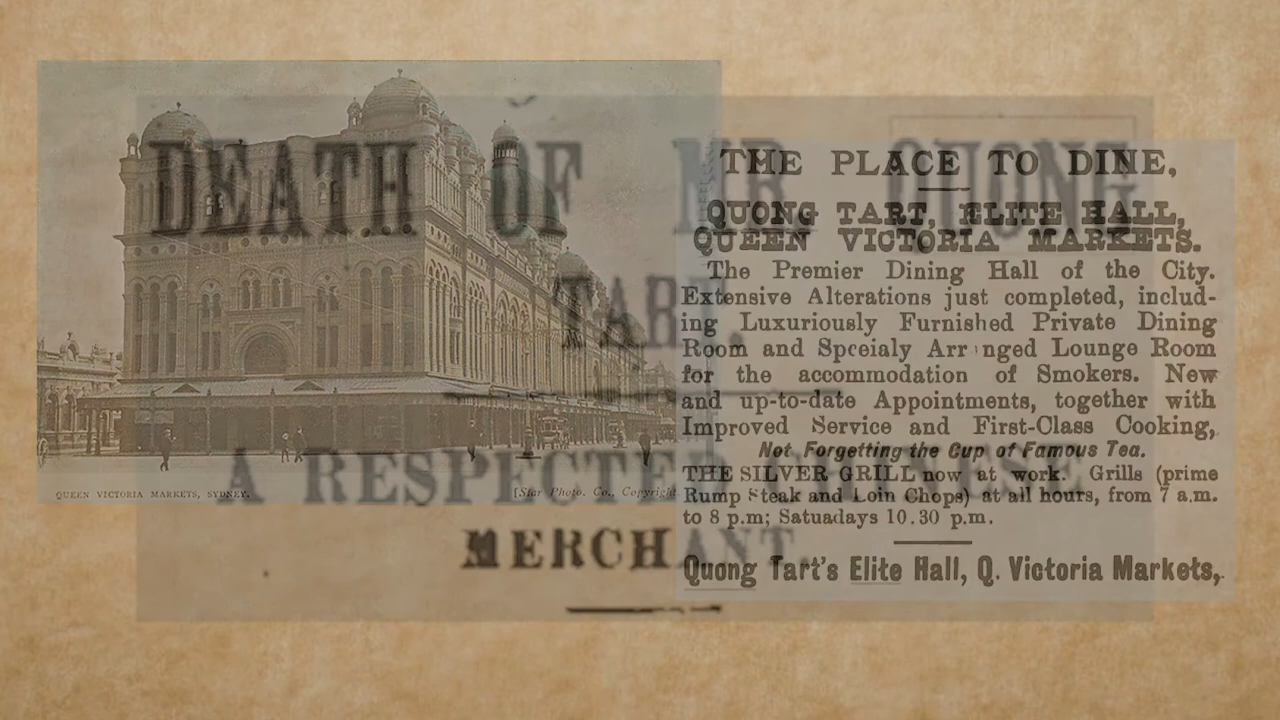 DEATH OF MR QUONG
TART.
A RESPECTED CHINESE
MERCHANT.
QUEEN VICTORIA MARKETS, SYDNEY.
[Star Photo. Co., Copyright
THE PLACE TO DINE,
QUONG TART, ELITE HALL,
QUEEN VICTORIA MARKETS.
The Premier Dining Hall of the City.
Extensive Alterations just completed, includ-
ing Luxuriously Furnished Private Dining
Room and Spceialy Arr nged Lounge Room
for the accommodation of Smokers. New
and up-to-date Appointments, together with
Improved Service and First-Class Cooking,
Not Forgetting the Cup of Famous Tea.
THE SILVER GRILL now at work. Grills (prime
Rump Steak and Loin Chops) at all hours, from 7 a.m.
to 8 p.m; Satuadays 10.30 p.m.
Quong Tart's Elite Hall, Q. Victoria Markets,